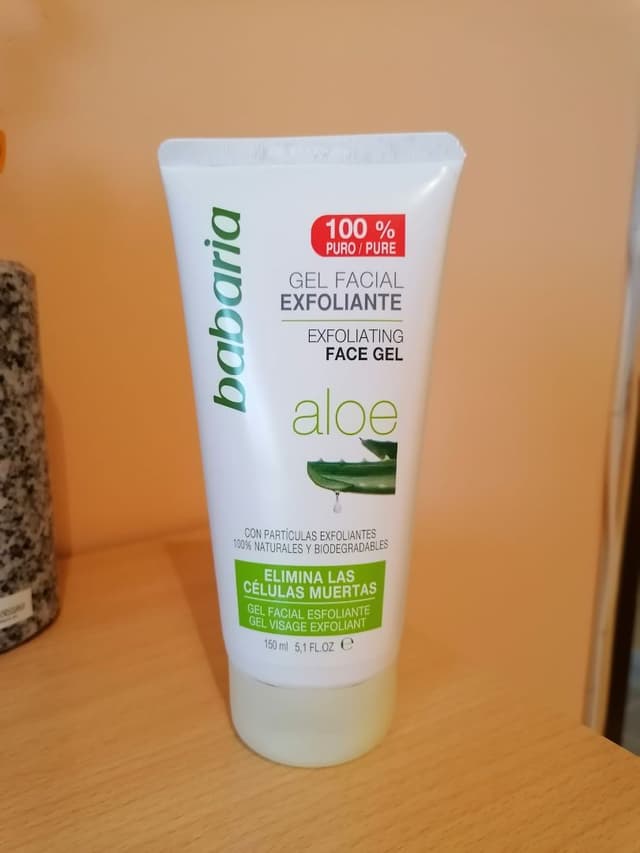 babaria
100 %
PURO / PURE
GEL FACIAL
EXFOLIANTE
EXFOLIATING
FACE GEL
aloe
CON PARTÍCULAS EXFOLIANTES
100% NATURALES Y BIODEGRADABLES
ELIMINA LAS
CÉLULAS MUERTAS
GEL FACIAL ESFOLIANTE
GEL VISAGE EXFOLIANT
150 ml 5,1 FL.OZ ℮